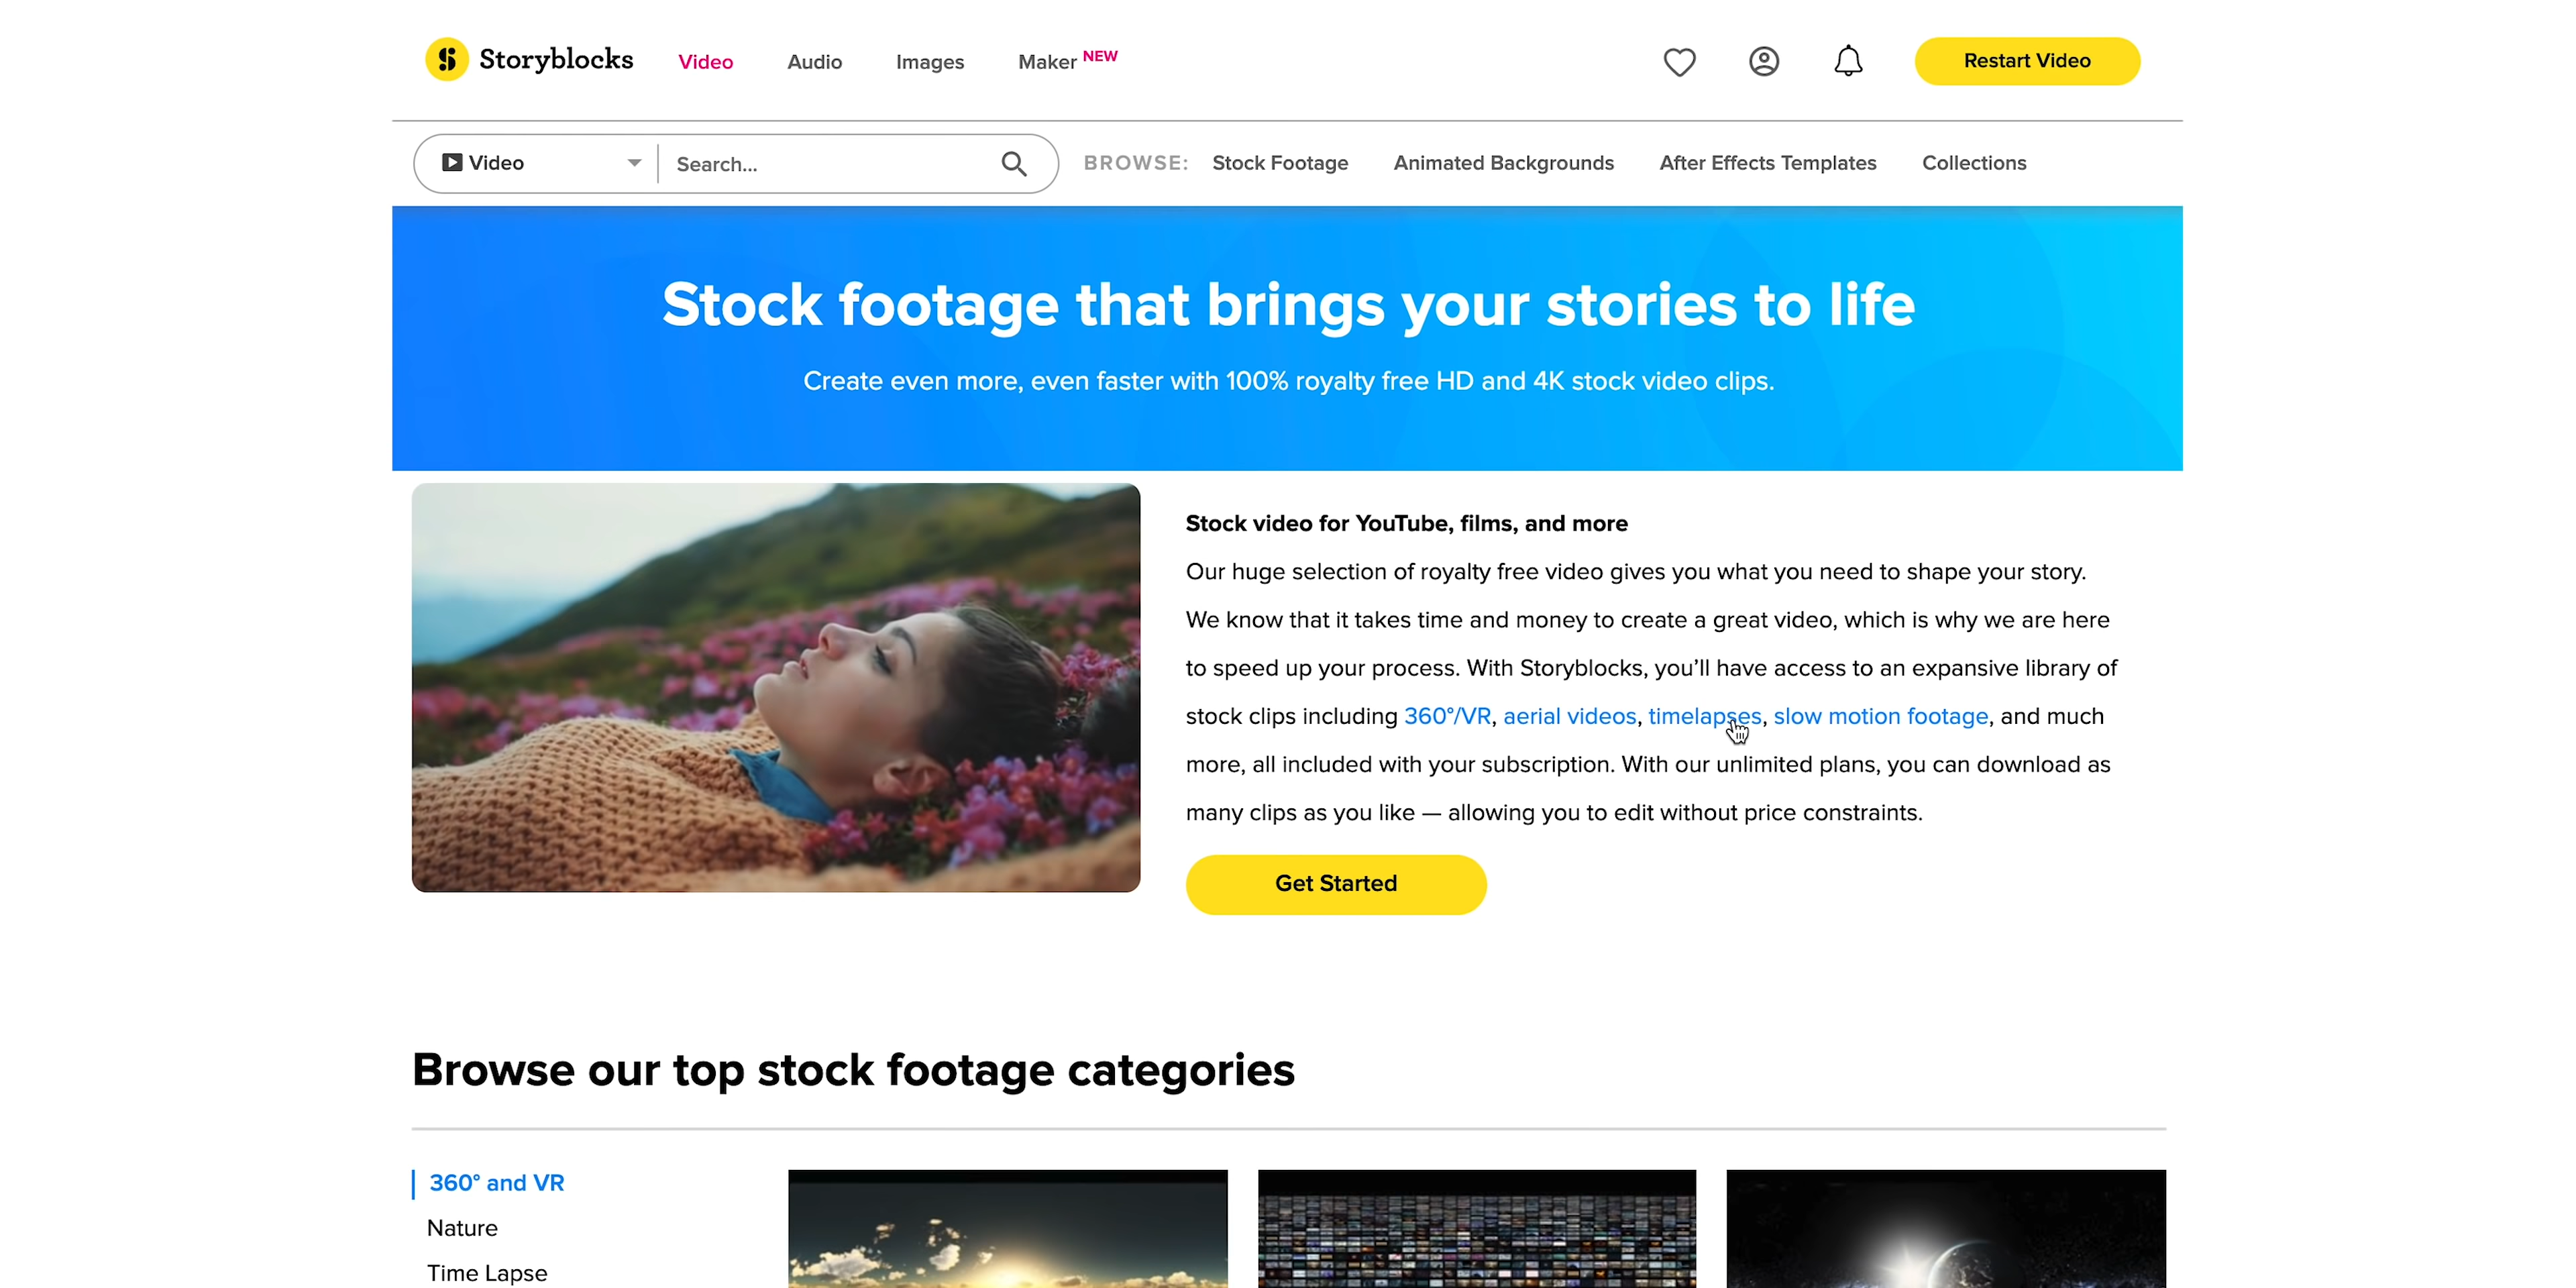 Storyblocks
Video
Audio
Images
Maker NEW
Restart Video
Video
Search...
BROWSE:
Stock Footage
Animated Backgrounds
After Effects Templates
Collections
Stock footage that brings your stories to life
Create even more, even faster with 100% royalty free HD and 4K stock video clips.
Stock video for YouTube, films, and more
Our huge selection of royalty free video gives you what you need to shape your story.
We know that it takes time and money to create a great video, which is why we are here
to speed up your process. With Storyblocks, you’ll have access to an expansive library of
stock clips including 360°/VR, aerial videos, timelapses, slow motion footage, and much
more, all included with your subscription. With our unlimited plans, you can download as
many clips as you like — allowing you to edit without price constraints.
Get Started
Browse our top stock footage categories
360° and VR
Nature
Time Lapse